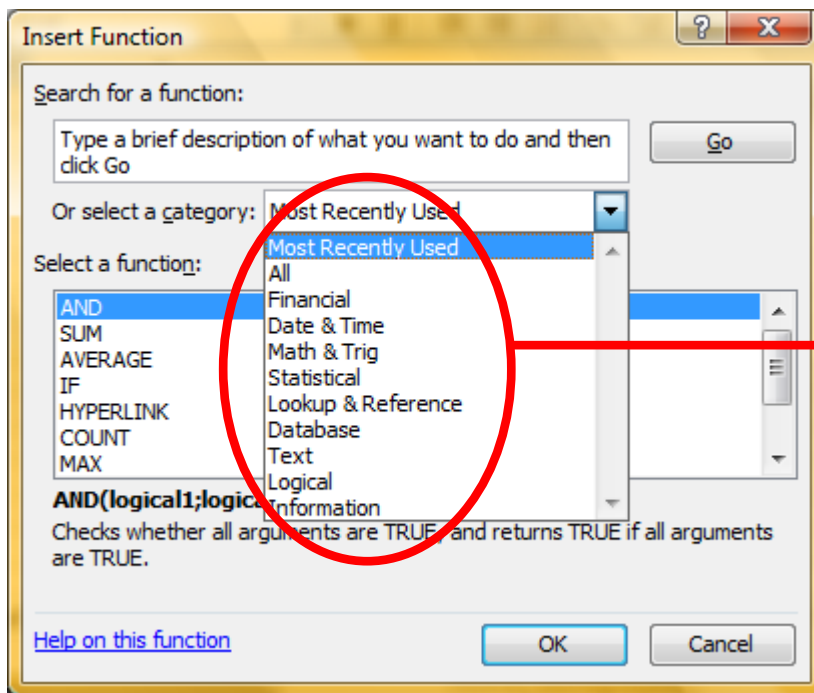 Insert Function
?
X
Search for a function:
Type a brief description of what you want to do and then
click Go
Go
Or select a category: Most Recently Used
Most Recently Used
All
Financial
Date & Time
Math & Trig
Statistical
Lookup & Reference
Database
Text
Logical
Information
Select a function:
AND
SUM
AVERAGE
IF
HYPERLINK
COUNT
MAX
AND(logical1;logica
Checks whether all arguments are TRUE, and returns TRUE if all arguments
are TRUE.
Help on this function
OK
Cancel